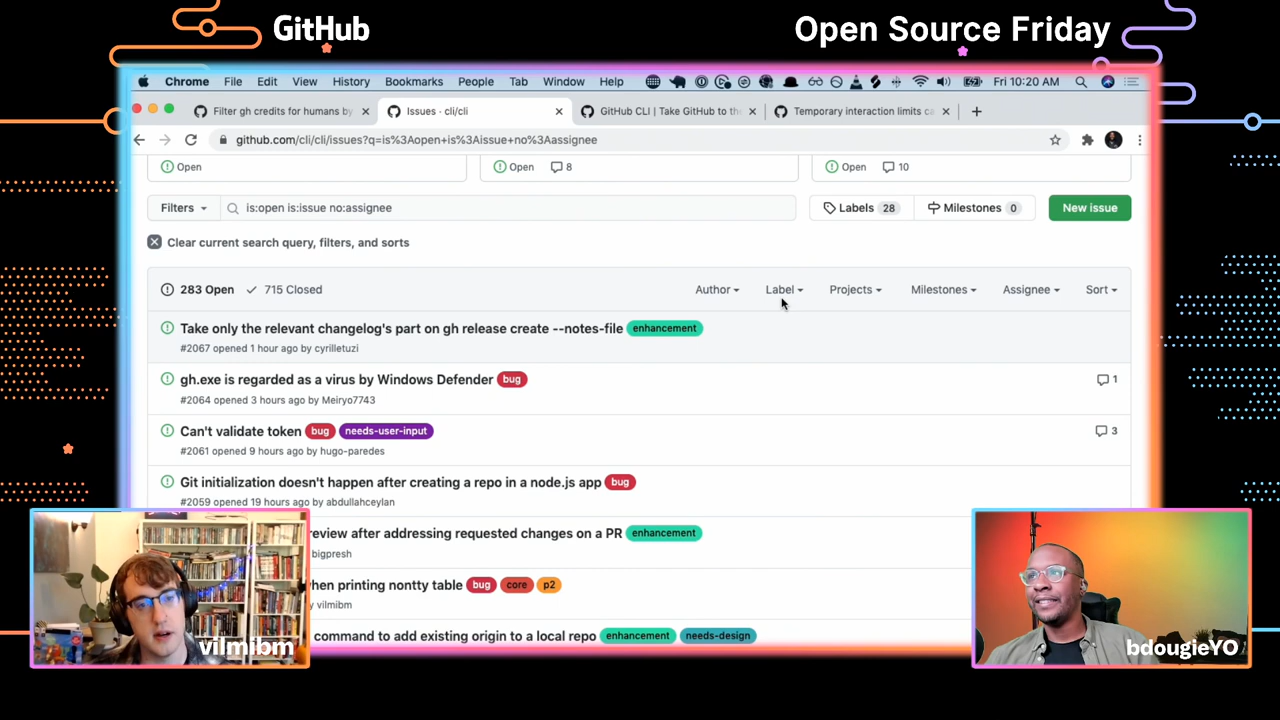 GitHub
Open Source Friday
Chrome File Edit View History Bookmarks People Tab Window Help Fri 10:20 AM
Filter gh credits for humans by
Issues · cli/cli
GitHub CLI | Take GitHub to the
Temporary interaction limits ca
github.com/cli/cli/issues?q=is%3Aopen+is%3Aissue+no%3Aassignee
Open
Open 8
Open 10
Filters
is:open is:issue no:assignee
Labels 28
Milestones 0
New issue
Clear current search query, filters, and sorts
283 Open 715 Closed
Author Label Projects Milestones Assignee Sort
Take only the relevant changelog's part on gh release create --notes-file enhancement
#2067 opened 1 hour ago by cyrilletuzi
gh.exe is regarded as a virus by Windows Defender bug 1
#2064 opened 3 hours ago by Meiryo7743
Can't validate token bug needs-user-input 3
#2061 opened 9 hours ago by hugo-paredes
Git initialization doesn't happen after creating a repo in a node.js app bug
#2059 opened 19 hours ago by abdullahceylan
review after addressing requested changes on a PR enhancement
bigpresh
when printing nontty table bug core p2
vilmibm
command to add existing origin to a local repo enhancement needs-design
vilmibm
bdougieYO